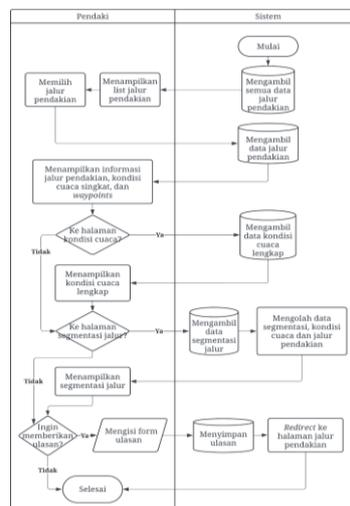 Pendaki
Sistem
Mulai
Mengambil
semua data
jalur
pendakian
Menampilkan
list jalur
pendakian
Memilih
jalur
pendakian
Mengambil
data jalur
pendakian
Menampilkan informasi
jalur pendakian, kondisi
cuaca singkat, dan
waypoints
Ke halaman
kondisi cuaca?
Ya
Tidak
Mengambil
data kondisi
cuaca
lengkap
Menampilkan
kondisi cuaca
lengkap
Ke halaman
segmentasi jalur?
Ya
Tidak
Mengambil
data
segmentasi
jalur
Mengolah data
segmentasi, kondisi
cuaca dan jalur
pendakian
Menampilkan
segmentasi jalur
Ingin
memberikan
ulasan?
Ya
Tidak
Mengisi form
ulasan
Menyimpan
ulasan
Redirect ke
halaman jalur
pendakian
Selesai